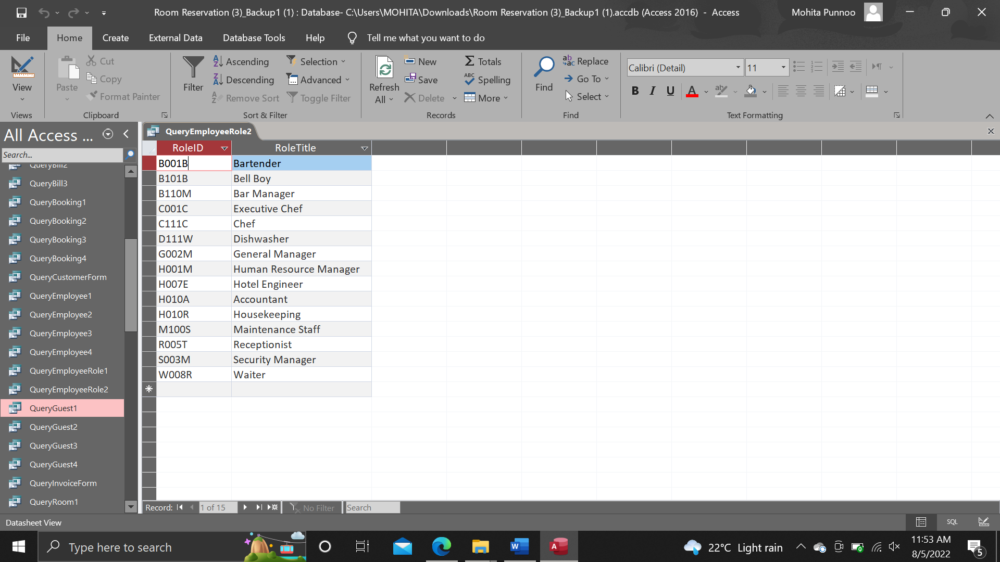 Room Reservation (3)_Backup1 (1) : Database- C:\Users\MOHITA\Downloads\Room Reservation (3)_Backup1 (1).accdb (Access 2016) - Access
Mohita Punnoo
File Home Create External Data Database Tools Help Tell me what you want to do
View
Views
Paste
Cut
Copy
Format Painter
Clipboard
Filter
Ascending
Descending
Remove Sort
Selection
Advanced
Toggle Filter
Sort & Filter
Refresh
All
New
Save
Delete
Totals
Spelling
More
Records
Find
Replace
Go To
Select
Find
Calibri (Detail) 11
B I U A
Text Formatting
All Access ...
Search...
QueryBill2
QueryBill3
QueryBooking1
QueryBooking2
QueryBooking3
QueryBooking4
QueryCustomerForm
QueryEmployee1
QueryEmployee2
QueryEmployee3
QueryEmployee4
QueryEmployeeRole1
QueryEmployeeRole2
QueryGuest1
QueryGuest2
QueryGuest3
QueryGuest4
QueryInvoiceForm
QueryRoom1
QueryEmployeeRole2
RoleID RoleTitle
B001B Bartender
B101B Bell Boy
B110M Bar Manager
C001C Executive Chef
C111C Chef
D111W Dishwasher
G002M General Manager
H001M Human Resource Manager
H007E Hotel Engineer
H010A Accountant
H010R Housekeeping
M100S Maintenance Staff
R005T Receptionist
S003M Security Manager
W008R Waiter
Record: 1 of 15 No Filter Search
Datasheet View
SQL
Type here to search
22°C Light rain
11:53 AM
8/5/2022
5